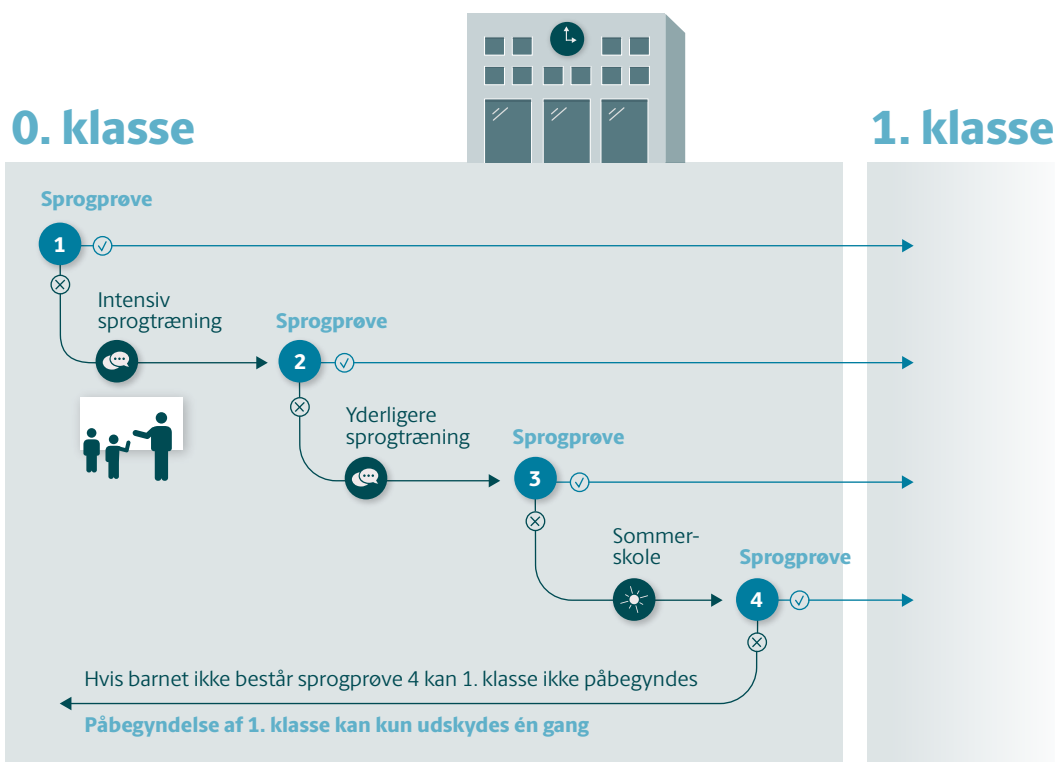 0. klasse
1. klasse
Sprogprøve
1
Intensiv
sprogtræning
Sprogprøve
2
Yderligere
sprogtræning
Sprogprøve
3
Sommer-
skole
Sprogprøve
4
Hvis barnet ikke består sprogprøve 4 kan 1. klasse ikke påbegyndes
Påbegyndelse af 1. klasse kan kun udskydes én gang